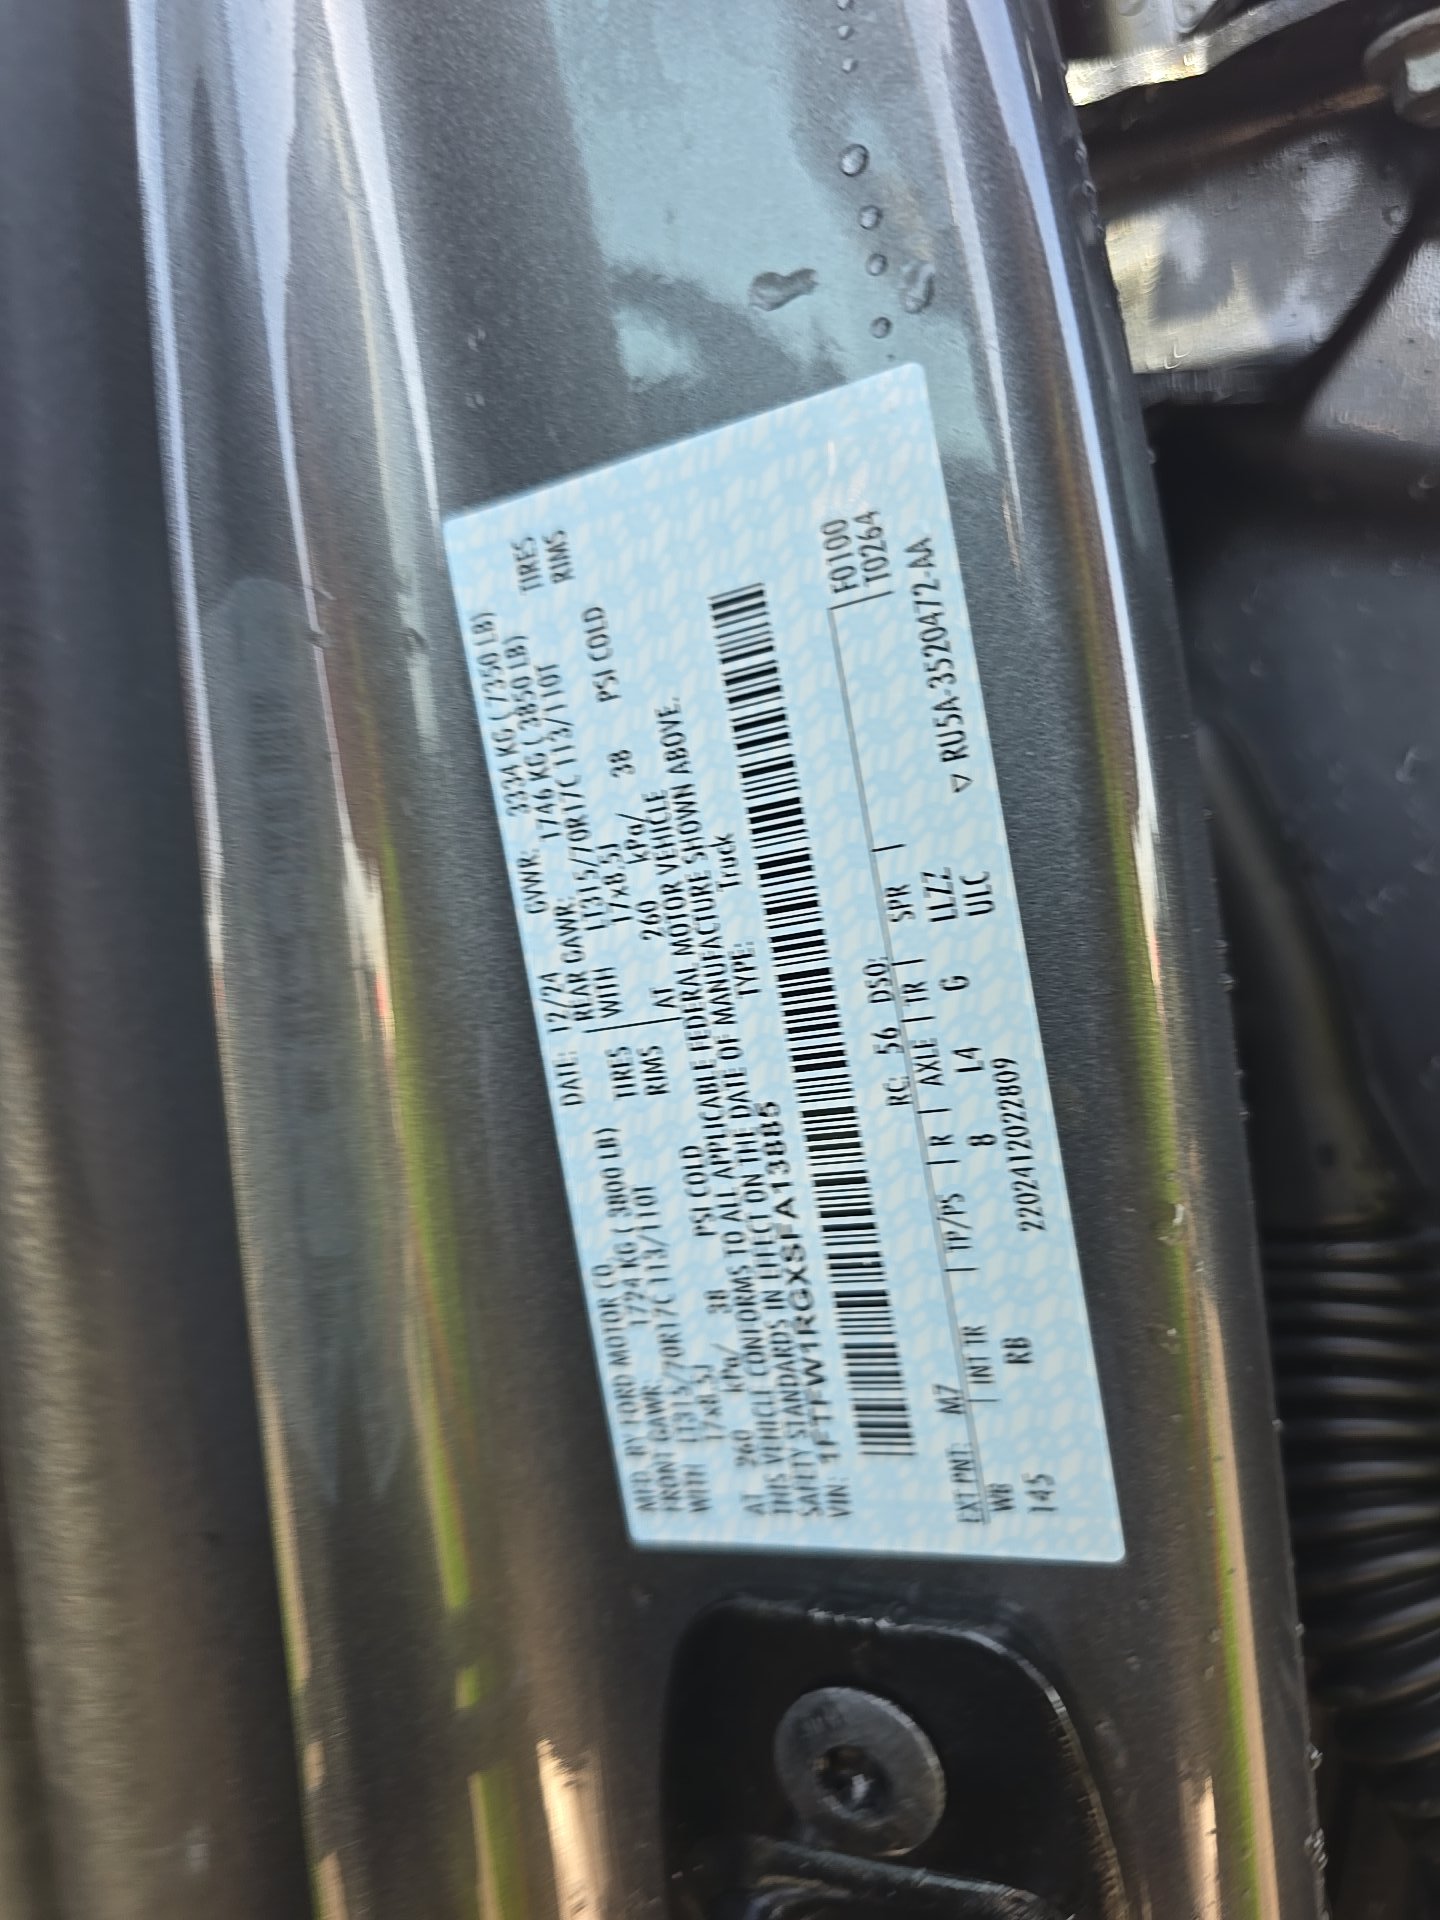 MFD. BY FORD MOTOR CO.
DATE: 12/24 GVWR: 3334 KG ( 7350 LB)
FRONT GAWR: 1724 KG ( 3800 LB) REAR GAWR: 1746 KG ( 3850 LB)
WITH LT315/70R17C 113/110T TIRES WITH LT315/70R17C 113/110T TIRES
17x8.5J RIMS 17x8.5J RIMS
AT 260 kPa/ 38 PSI COLD AT 260 kPa/ 38 PSI COLD
THIS VEHICLE CONFORMS TO ALL APPLICABLE FEDERAL MOTOR VEHICLE
SAFETY STANDARDS IN EFFECT ON THE DATE OF MANUFACTURE SHOWN ABOVE.
VIN: 1FTFW1RGXSFA13885 TYPE: Truck
F0100
T0264
EXT PNT: M7 RC: 56 DSO:
WB | INT TR | TP/PS | R | AXLE | TR | SPR |
145 RB 8 L4 G LLZZ
ULC
2202412022809 ▽ RU5A-3520472-AA